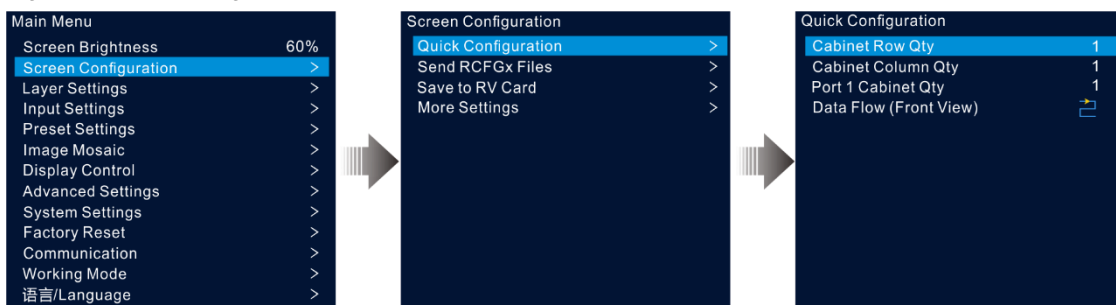 Main Menu
Screen Brightness 60%
Screen Configuration >
Layer Settings >
Input Settings >
Preset Settings >
Image Mosaic >
Display Control >
Advanced Settings >
System Settings >
Factory Reset >
Communication >
Working Mode >
语言/Language >
Screen Configuration
Quick Configuration >
Send RCFGx Files >
Save to RV Card >
More Settings >
Quick Configuration
Cabinet Row Qty 1
Cabinet Column Qty 1
Port 1 Cabinet Qty 1
Data Flow (Front View)